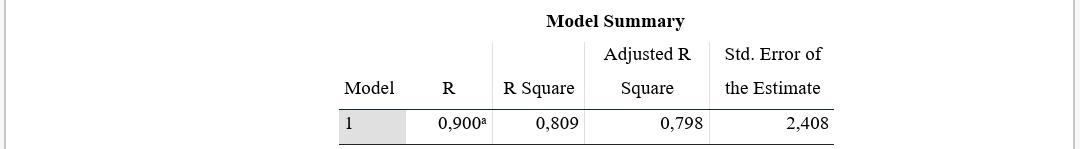 Model Summary
Adjusted R Std. Error of
Model R R Square Square the Estimate
1 0,900ᵃ 0,809 0,798 2,408